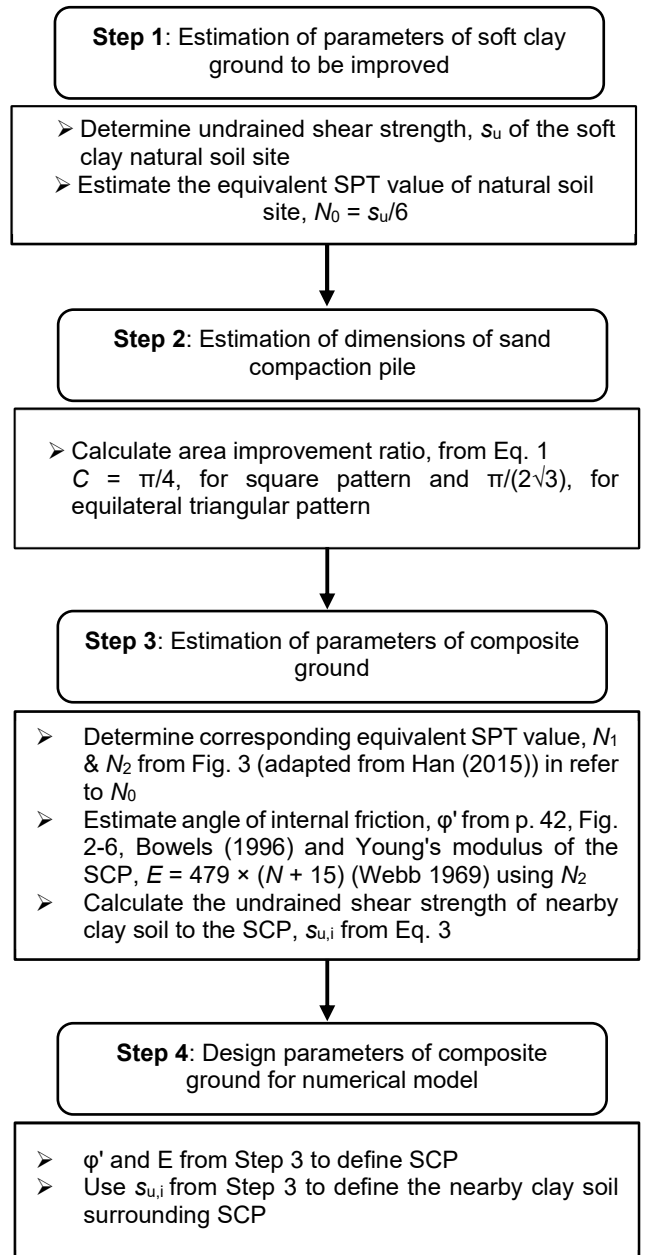 Step 1: Estimation of parameters of soft clay
ground to be improved
➢ Determine undrained shear strength, su of the soft
clay natural soil site
➢ Estimate the equivalent SPT value of natural soil
site, N0 = su/6
Step 2: Estimation of dimensions of sand
compaction pile
➢ Calculate area improvement ratio, from Eq. 1
C = π/4, for square pattern and π/(2√3), for
equilateral triangular pattern
Step 3: Estimation of parameters of composite
ground
➢ Determine corresponding equivalent SPT value, N1
& N2 from Fig. 3 (adapted from Han (2015)) in refer
to N0
➢ Estimate angle of internal friction, φ' from p. 42, Fig.
2-6, Bowels (1996) and Young's modulus of the
SCP, E = 479 × (N + 15) (Webb 1969) using N2
➢ Calculate the undrained shear strength of nearby
clay soil to the SCP, su,i from Eq. 3
Step 4: Design parameters of composite
ground for numerical model
➢ φ' and E from Step 3 to define SCP
➢ Use su,i from Step 3 to define the nearby clay soil
surrounding SCP